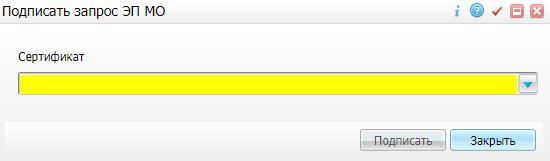 Подписать запрос ЭП МО
Сертификат
Подписать
Закрыть